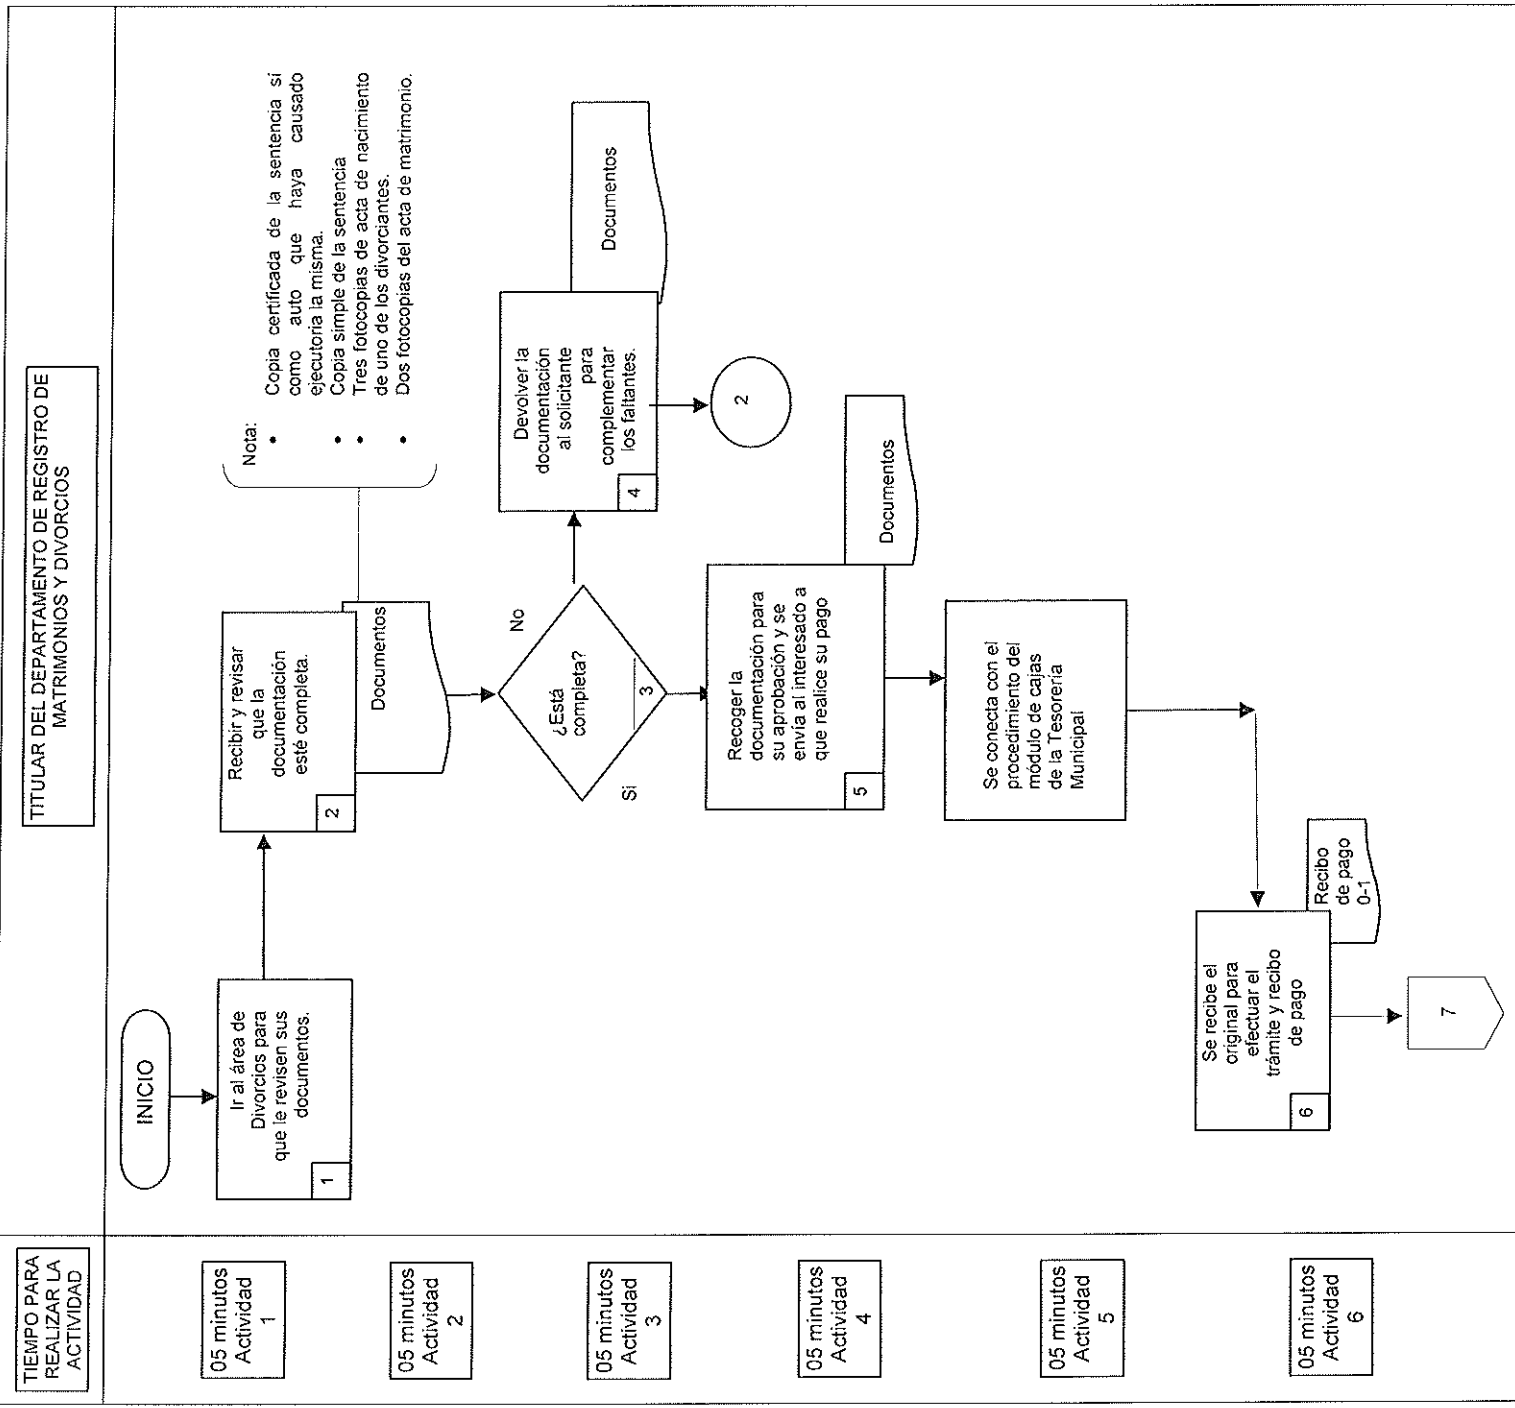 TIEMPO PARA
REALIZAR LA
ACTIVIDAD
TITULAR DEL DEPARTAMENTO DE REGISTRO DE
MATRIMONIOS Y DIVORCIOS
05 minutos
Actividad
1
05 minutos
Actividad
2
05 minutos
Actividad
3
05 minutos
Actividad
4
05 minutos
Actividad
5
05 minutos
Actividad
6
INICIO
Ir al área de
Divorcios para
que le revisen sus
documentos.
1
Recibir y revisar
que la
documentación
esté completa.
2
Documentos
Nota:
• Copia certificada de la sentencia si
como auto que haya causado
ejecutoria la misma.
• Copia simple de la sentencia
• Tres fotocopias de acta de nacimiento
de uno de los divorciantes.
• Dos fotocopias del acta de matrimonio.
¿Está
completa?
3
No
Si
Devolver la
documentación
al solicitante
para
complementar
los faltantes.
4
Documentos
2
Recoger la
documentación para
su aprobación y se
envía al interesado a
que realice su pago
5
Documentos
Se conecta con el
procedimiento del
módulo de cajas
de la Tesorería
Municipal
Se recibe el
original para
efectuar el
trámite y recibo
de pago
6
Recibo
de pago
0-1
7